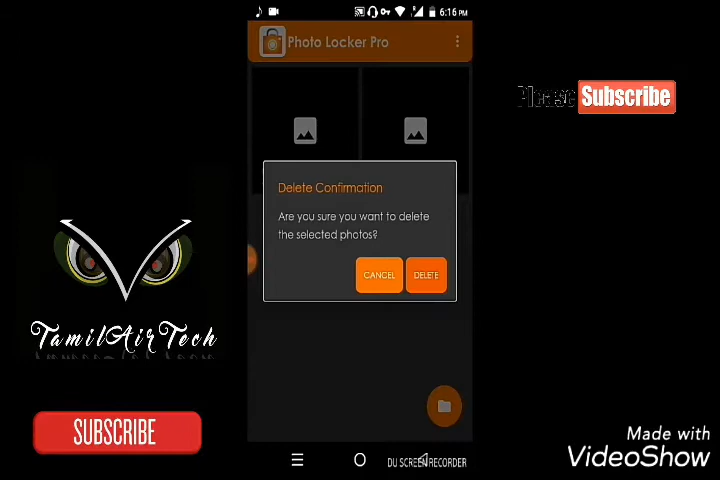 6:16 PM
Photo Locker Pro
Please Subscribe
Delete Confirmation
Are you sure you want to delete
the selected photos?
CANCEL DELETE
TamilAirTech
SUBSCRIBE
Made with
VideoShow
DU SCREEN RECORDER